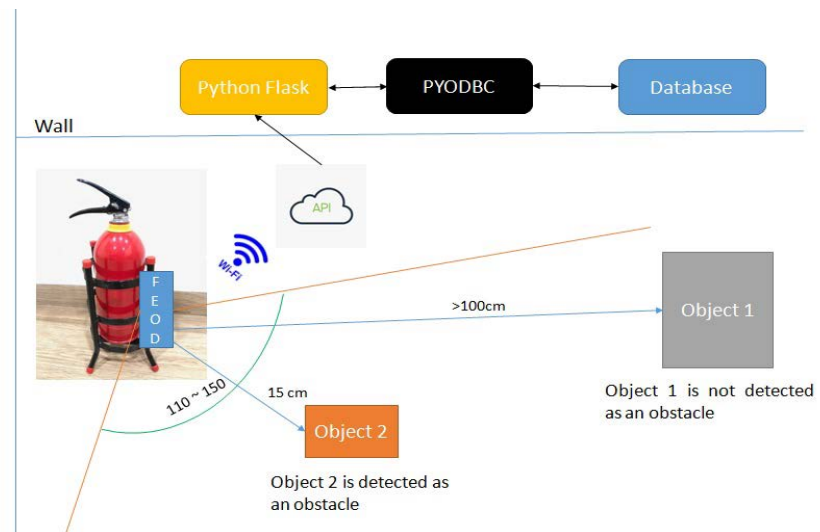 Python Flask
PYODBC
Database
Wall
API
Wi-Fi
FEOD
>100cm
Object 1
110 ~ 150
15 cm
Object 1 is not detected
as an obstacle
Object 2
Object 2 is detected as
an obstacle